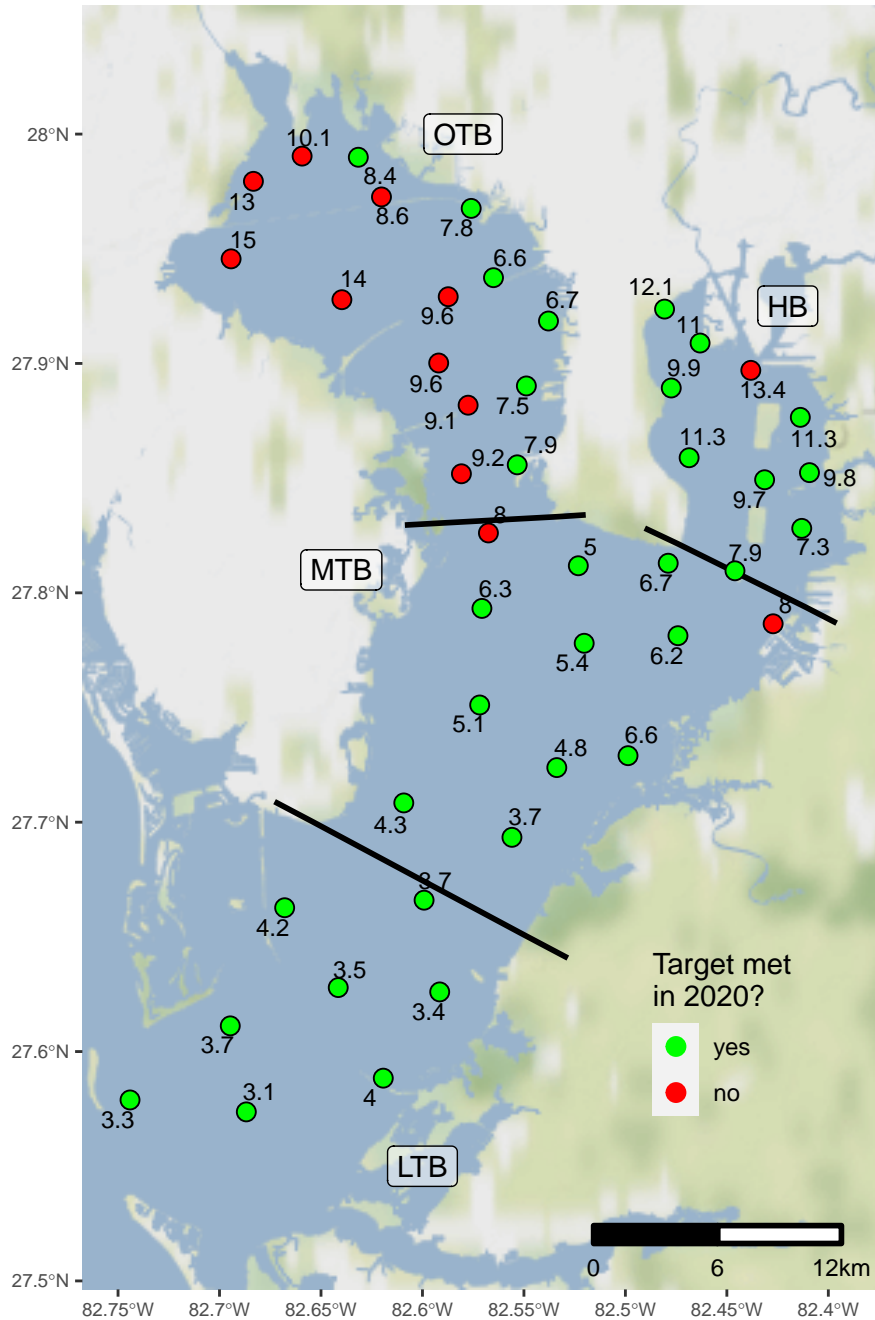 28°N
27.9°N
27.8°N
27.7°N
27.6°N
27.5°N
OTB
10.1
8.4
13
8.6
7.8
15
6.6
14
9.6
6.7
12.1
HB
11
9.6
9.9
13.4
7.5
9.1
11.3
11.3
7.9
9.2
9.8
9.7
8
7.3
7.9
MTB
5
6.7
6.3
8
5.4
6.2
5.1
6.6
4.8
4.3
3.7
3.7
4.2
3.5
3.4
3.7
3.1
4
3.3
LTB
Target met
in 2020?
yes
no
0 6 12km
82.75°W 82.7°W 82.65°W 82.6°W 82.55°W 82.5°W 82.45°W 82.4°W